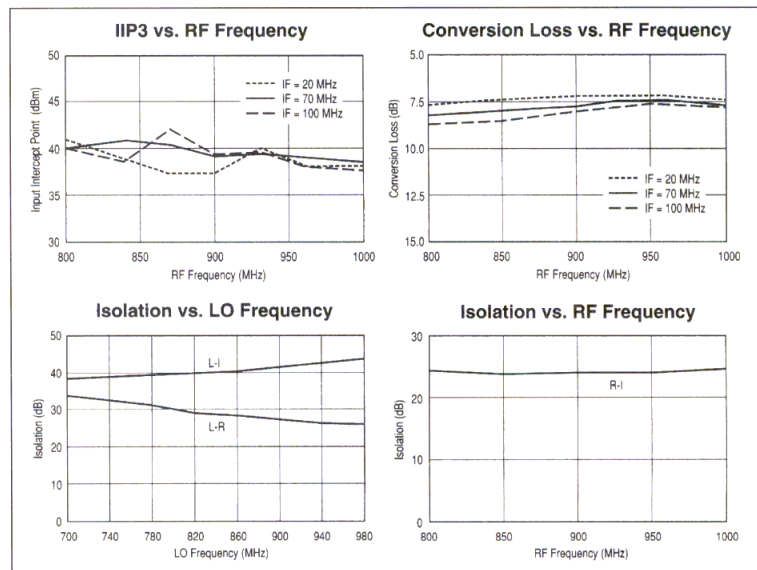 IIP3 vs. RF Frequency
Input Intercept Point (dBm)
50
45
40
35
30
IF = 20 MHz
IF = 70 MHz
IF = 100 MHz
800 850 900 950 1000
RF Frequency (MHz)
Conversion Loss vs. RF Frequency
Conversion Loss (dB)
5.0
7.5
10.0
12.5
15.0
IF = 20 MHz
IF = 70 MHz
IF = 100 MHz
800 850 900 950 1000
RF Frequency (MHz)
Isolation vs. LO Frequency
Isolation (dB)
50
40
30
20
10
0
L-I
L-R
700 740 780 820 860 900 940 980
LO Frequency (MHz)
Isolation vs. RF Frequency
Isolation (dB)
30
20
10
0
R-I
800 850 900 950 1000
RF Frequency (MHz)